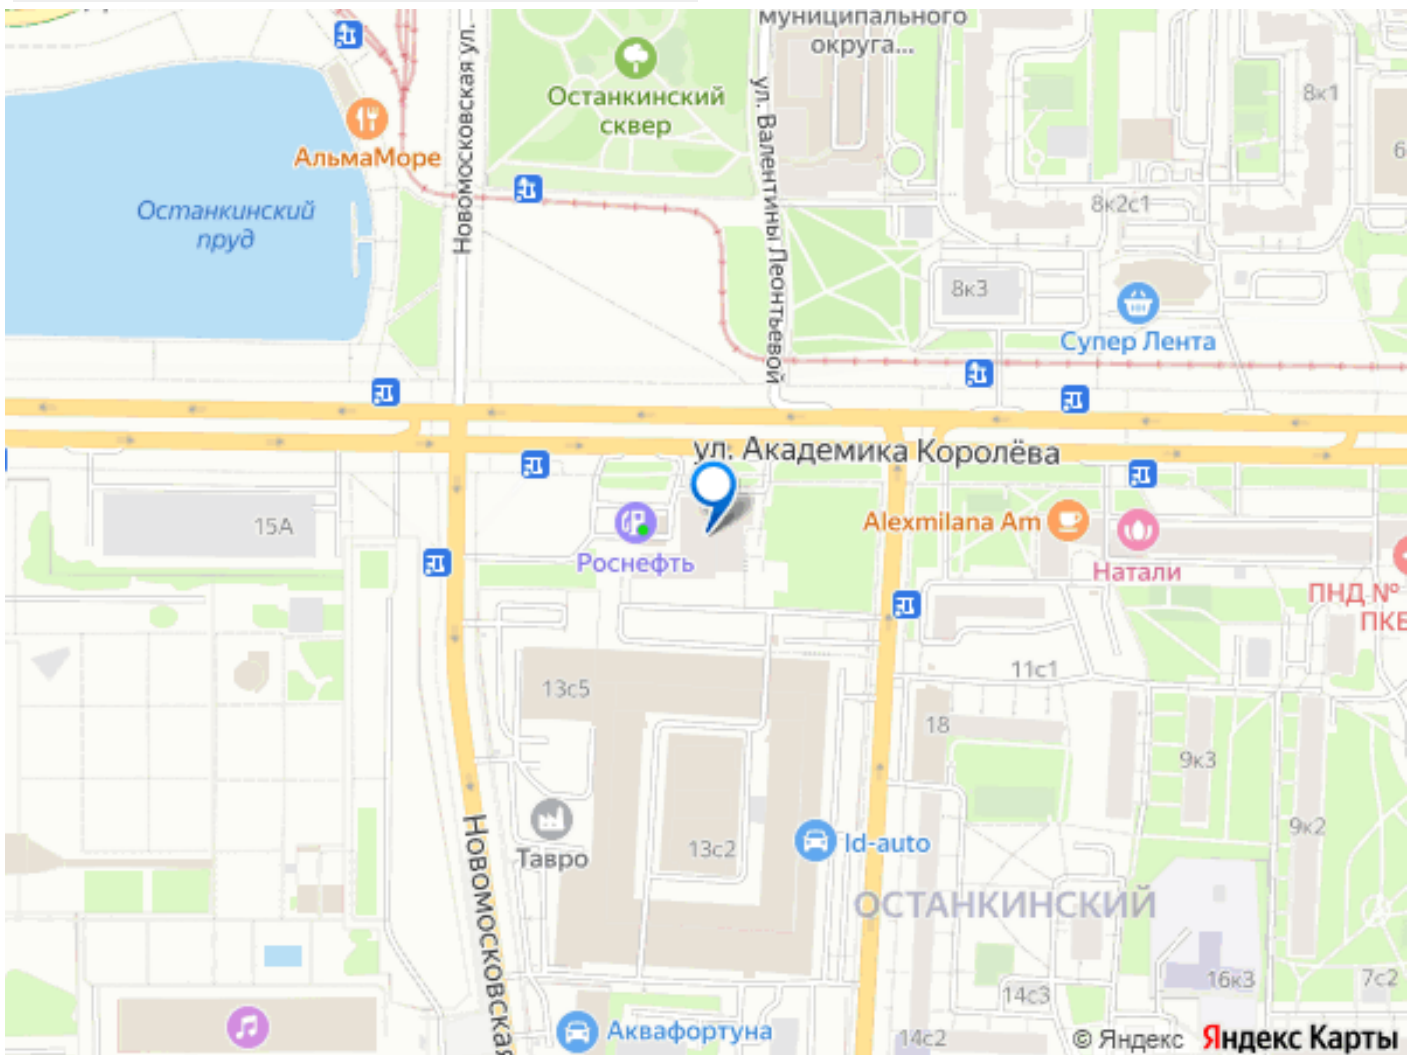 муниципального
округа...
Новомосковская ул.
Останкинский
сквер
ул. Валентины Леонтьевой
8к1
АльмаМоре
6
Останкинский
пруд
8к2с1
8к3
Супер Лента
ул. Академика Королёва
15А
Роснефть
Alexmilana Am
Натали
ПНД №
ПКБ
13с5
11с1
18
9к3
Новомосковская
Тавро
13с2
Id-auto
9к2
ОСТАНКИНСКИЙ
16к3
7с2
14с3
Аквафортуна
14с2
© Яндекс Яндекс Карты